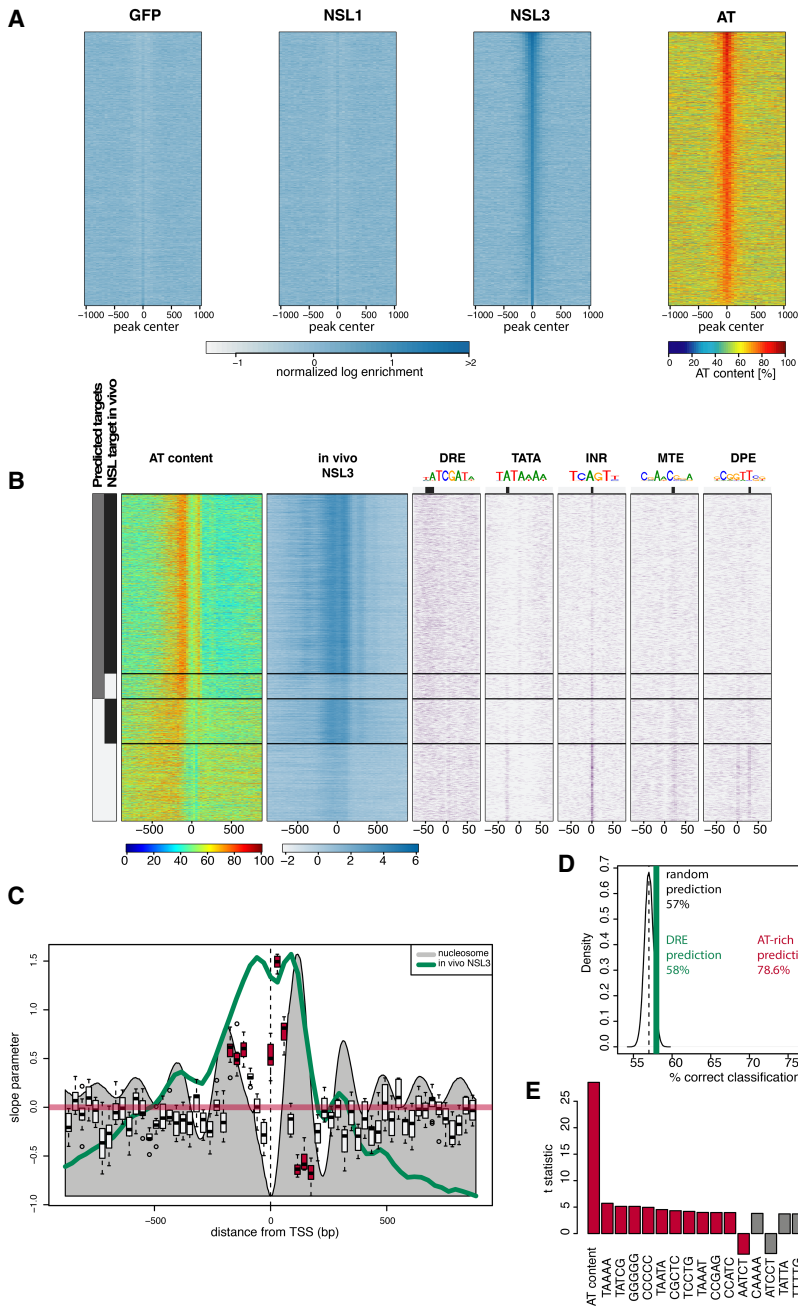 A
GFP
NSL1
NSL3
AT
−1000 −500 0 500 1000
peak center
−1000 −500 0 500 1000
peak center
−1000 −500 0 500 1000
peak center
−1000 −500 0 500 1000
peak center
−1 0 1 >2
normalized log enrichment
0 20 40 60 80 100
AT content [%]
B
Predicted targets
NSL target in vivo
AT content
in vivo
NSL3
DRE
TATA
INR
MTE
DPE
−500 0 500
−500 0 500
−50 0 50
−50 0 50
−50 0 50
−50 0 50
−50 0 50
0 20 40 60 80 100
−2 0 2 4 6
C
nucleosome
in vivo NSL3
slope parameter
1.5
1.0
0.5
0.0
−0.5
−1.0
−500 0 500
distance from TSS (bp)
D
Density
0.7
0.6
0.5
0.4
0.3
0.2
0.1
0.0
random
prediction
57%
DRE
prediction
58%
AT-rich
predicti
78.6%
55 60 65 70 75
% correct classification
E
t statistic
25
20
15
10
5
0
AT content
TAAAA
TATCG
GGGGG
CCCCC
TAATA
CGCTC
TCCTG
TAAAT
CCGAG
CCATC
AATCT
CAAAA
ATCCT
TATTA